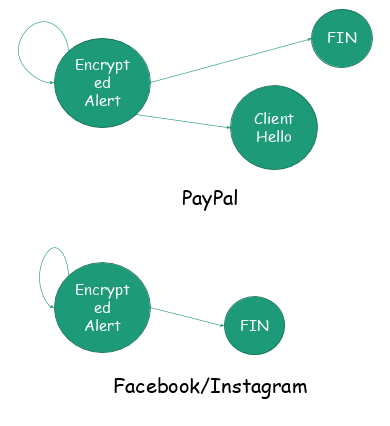 FIN
Encrypt
ed
Alert
Client
Hello
PayPal
Encrypt
ed
Alert
FIN
Facebook/Instagram